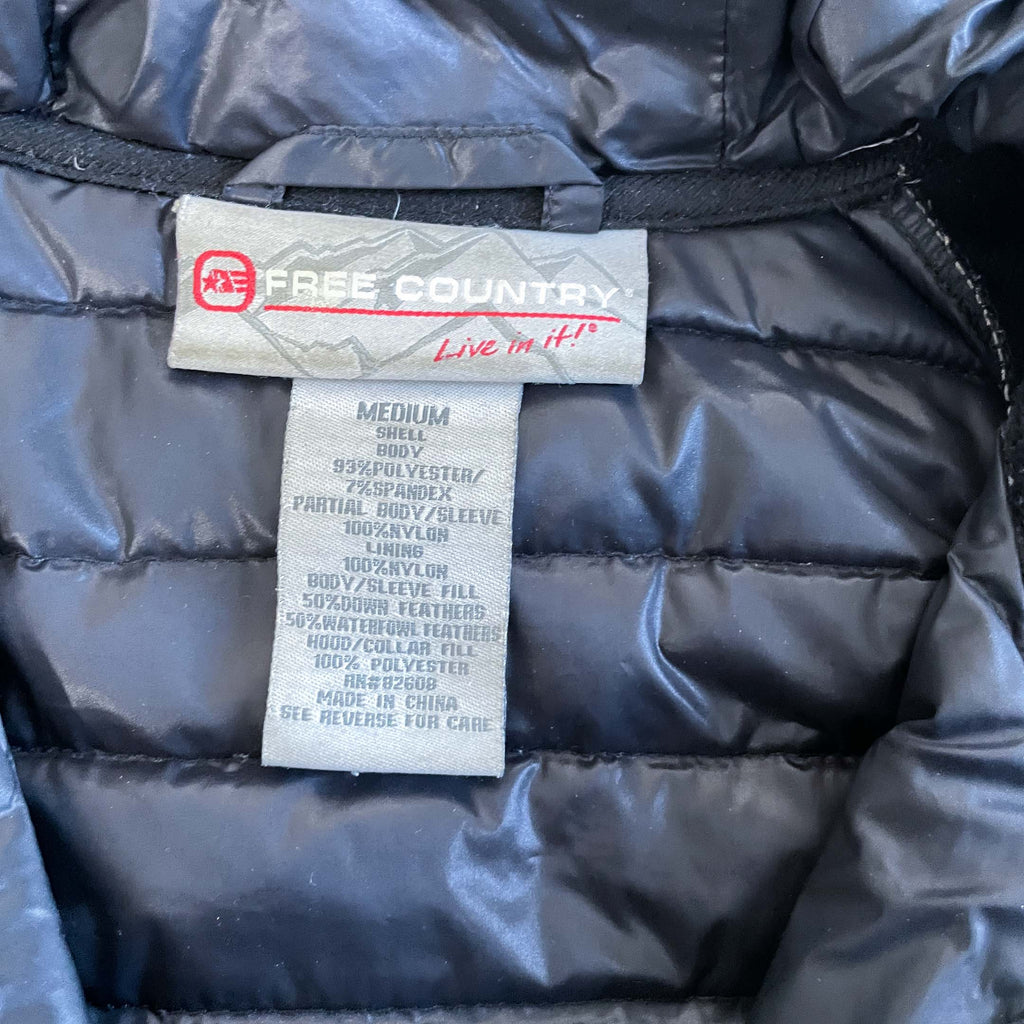 FREE COUNTRY®
Live in it!®
MEDIUM
SHELL
BODY
93%POLYESTER/
7%SPANDEX
PARTIAL BODY/SLEEVE
100%NYLON
LINING
100%NYLON
BODY/SLEEVE FILL
50%DOWN FEATHERS
50%WATERFOWL FEATHERS
HOOD/COLLAR FILL
100% POLYESTER
RN#82608
MADE IN CHINA
SEE REVERSE FOR CARE